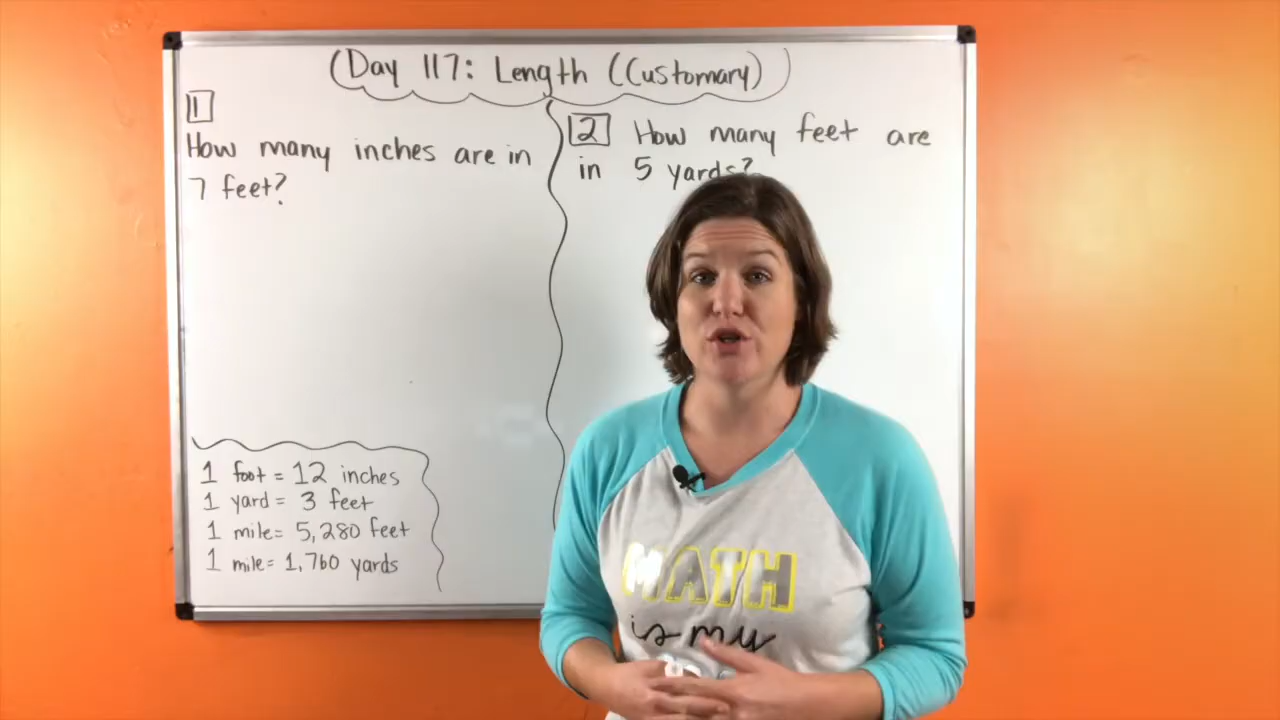 (Day 117: Length (Customary)
1
How many inches are in
7 feet?
2 How many feet are
in 5 yards?
1 foot = 12 inches
1 yard = 3 feet
1 mile = 5,280 feet
1 mile = 1,760 yards
MATH
is my